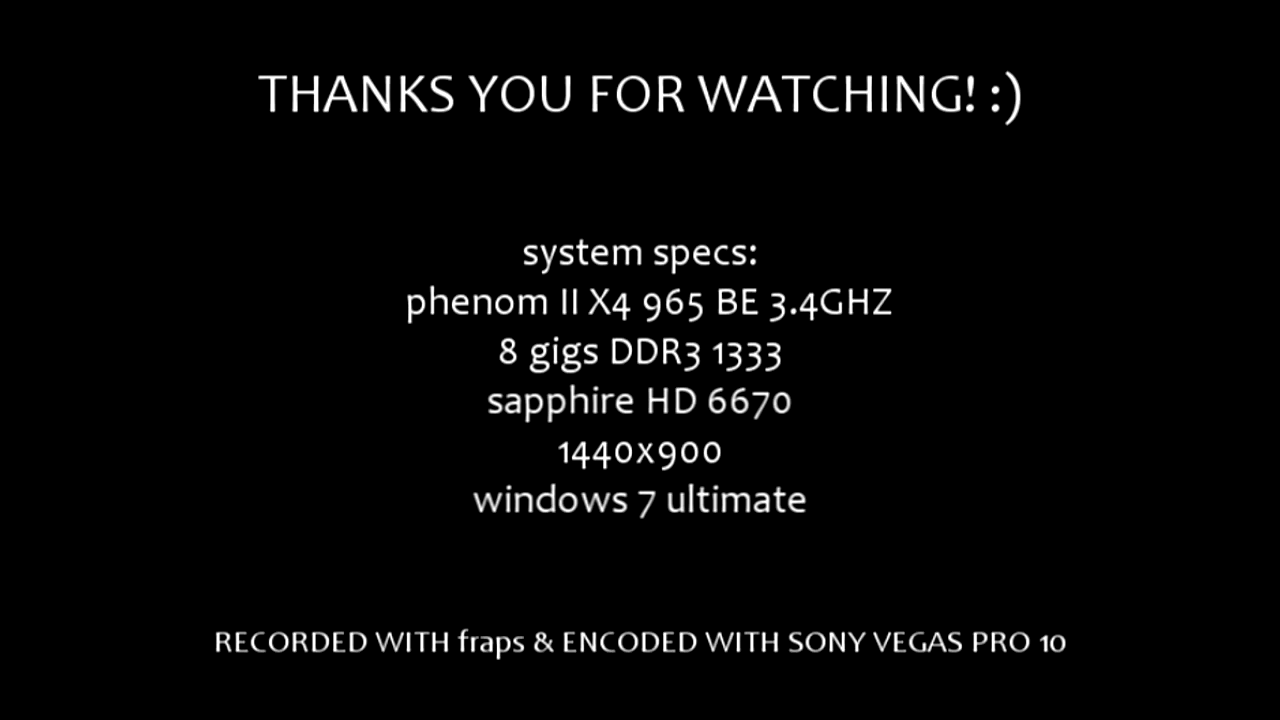 THANKS YOU FOR WATCHING! :)
system specs:
phenom II X4 965 BE 3.4GHZ
8 gigs DDR3 1333
sapphire HD 6670
1440x900
windows 7 ultimate
RECORDED WITH fraps & ENCODED WITH SONY VEGAS PRO 10